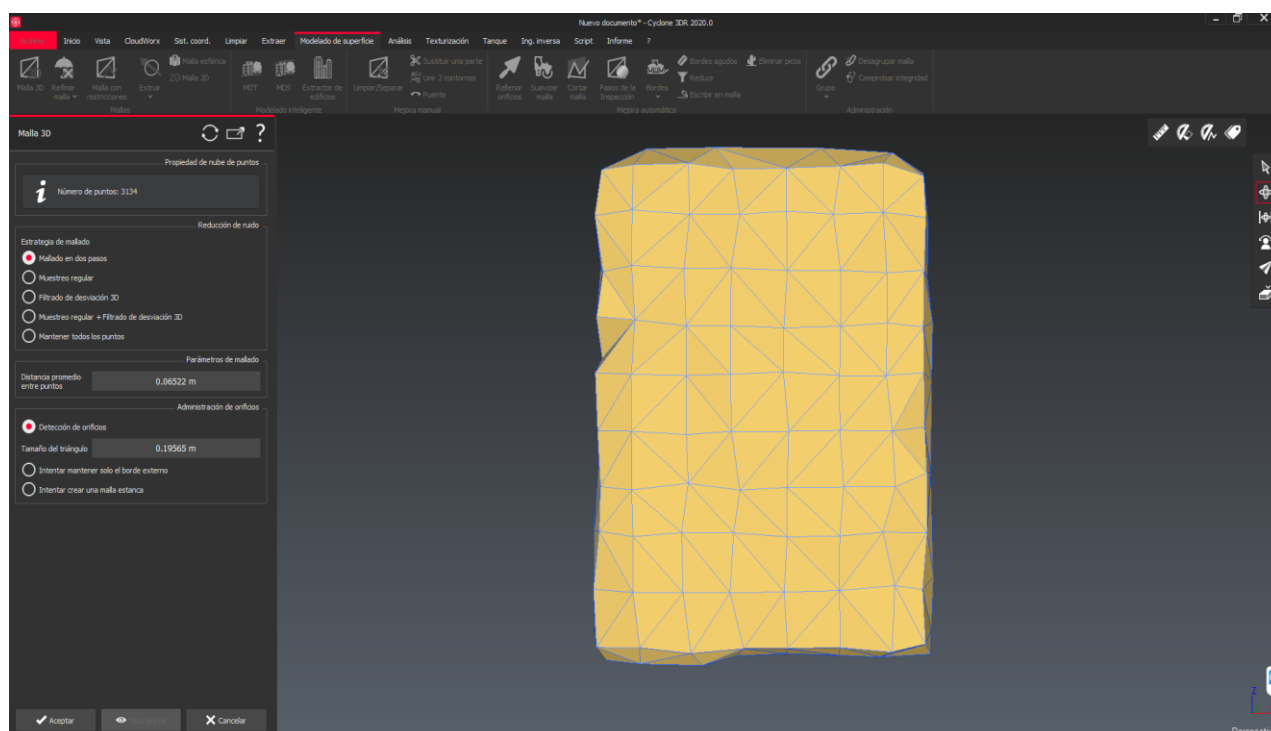 Nuevo documento* - Cyclone 3DR 2020.0
Archivo Inicio Vista CloudWorx Sist. coord. Limpiar Extraer Modelado de superficie Análisis Texturización Tanque Ing. inversa Script Informe ?
Malla 3D
Refinar malla
Malla con restricciones
Extruir
Malla esférica
2D Malla 2D
Mallas
MDT
MDS
Extractor de edificios
Modelado inteligente
Limpiar/Separar
Sustituir una parte
Unir 2 contornos
Puente
Mejora manual
Rellenar orificios
Suavizar malla
Cortar malla
Pasos de la Inspección
Bordes
Bordes agudos
Reducir
Escribir en malla
Eliminar picos
Mejora automática
Grupo
Desagrupar malla
Comprobar integridad
Administración
Malla 3D
?
Propiedad de nube de puntos
Número de puntos: 3134
Reducción de ruido
Estrategia de mallado
Mallado en dos pasos
Muestreo regular
Filtrado de desviación 3D
Muestreo regular + Filtrado de desviación 3D
Mantener todos los puntos
Parámetros de mallado
Distancia promedio
entre puntos
0.06522 m
Administración de orificios
Detección de orificios
Tamaño del triángulo 0.19565 m
Intentar mantener solo el borde externo
Intentar crear una malla estanca
Aceptar
Cancelar
Z